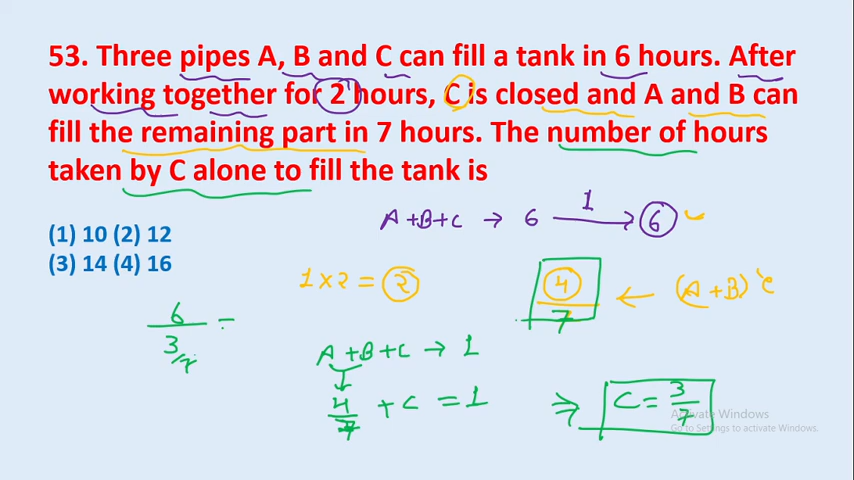 53. Three pipes A, B and C can fill a tank in 6 hours. After
working together for 2 hours, C is closed and A and B can
fill the remaining part in 7 hours. The number of hours
taken by C alone to fill the tank is
(1) 10 (2) 12
(3) 14 (4) 16
A+B+C → 6 1 → 6
1 x 2 = 2
4/7 ← (A+B)'s
6/3/7 =
A+B+C → 1
4/7 + C = 1 ⇒ C = 3/7
Activate Windows
Go to Settings to activate Windows.